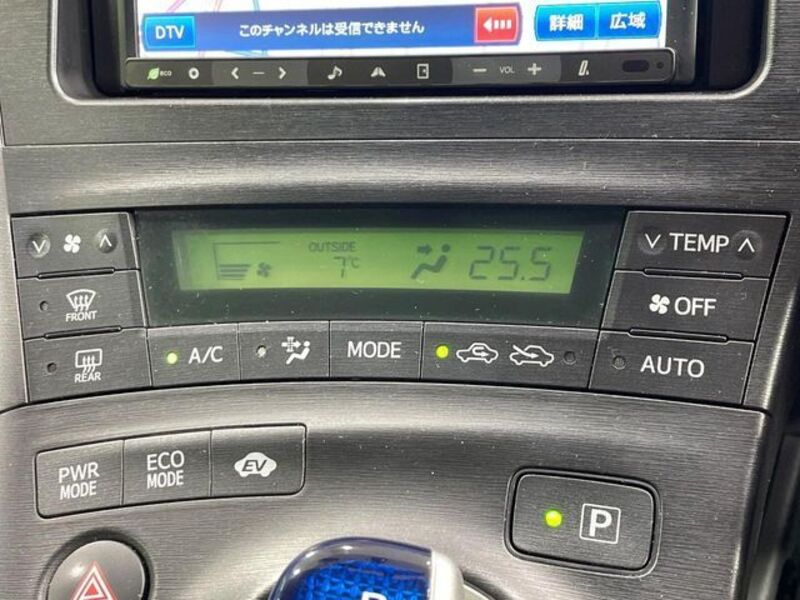 DTV このチャンネルは受信できません 詳細 広域
eco VOL
OUTSIDE
7℃ 25.5
TEMP
FRONT OFF
REAR A/C MODE AUTO
PWR MODE
ECO MODE
EV
P